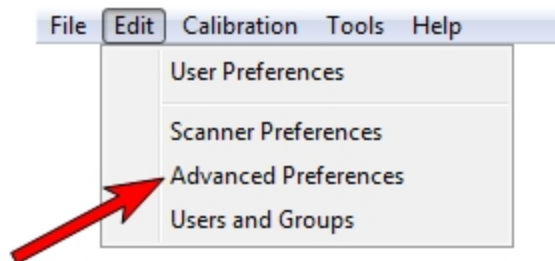 File Edit Calibration Tools Help
User Preferences
Scanner Preferences
Advanced Preferences
Users and Groups